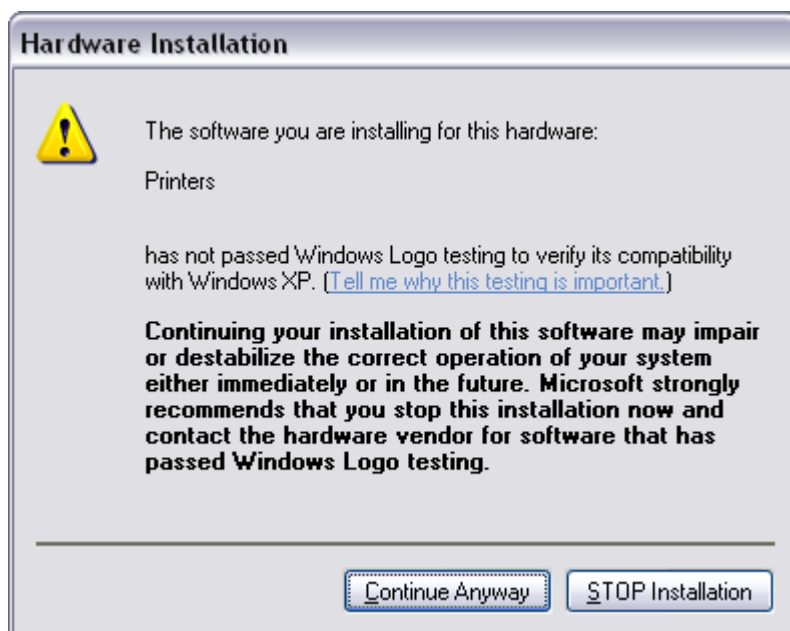 Hardware Installation
The software you are installing for this hardware:
Printers
has not passed Windows Logo testing to verify its compatibility
with Windows XP. (Tell me why this testing is important.)
Continuing your installation of this software may impair
or destabilize the correct operation of your system
either immediately or in the future. Microsoft strongly
recommends that you stop this installation now and
contact the hardware vendor for software that has
passed Windows Logo testing.
Continue Anyway STOP Installation